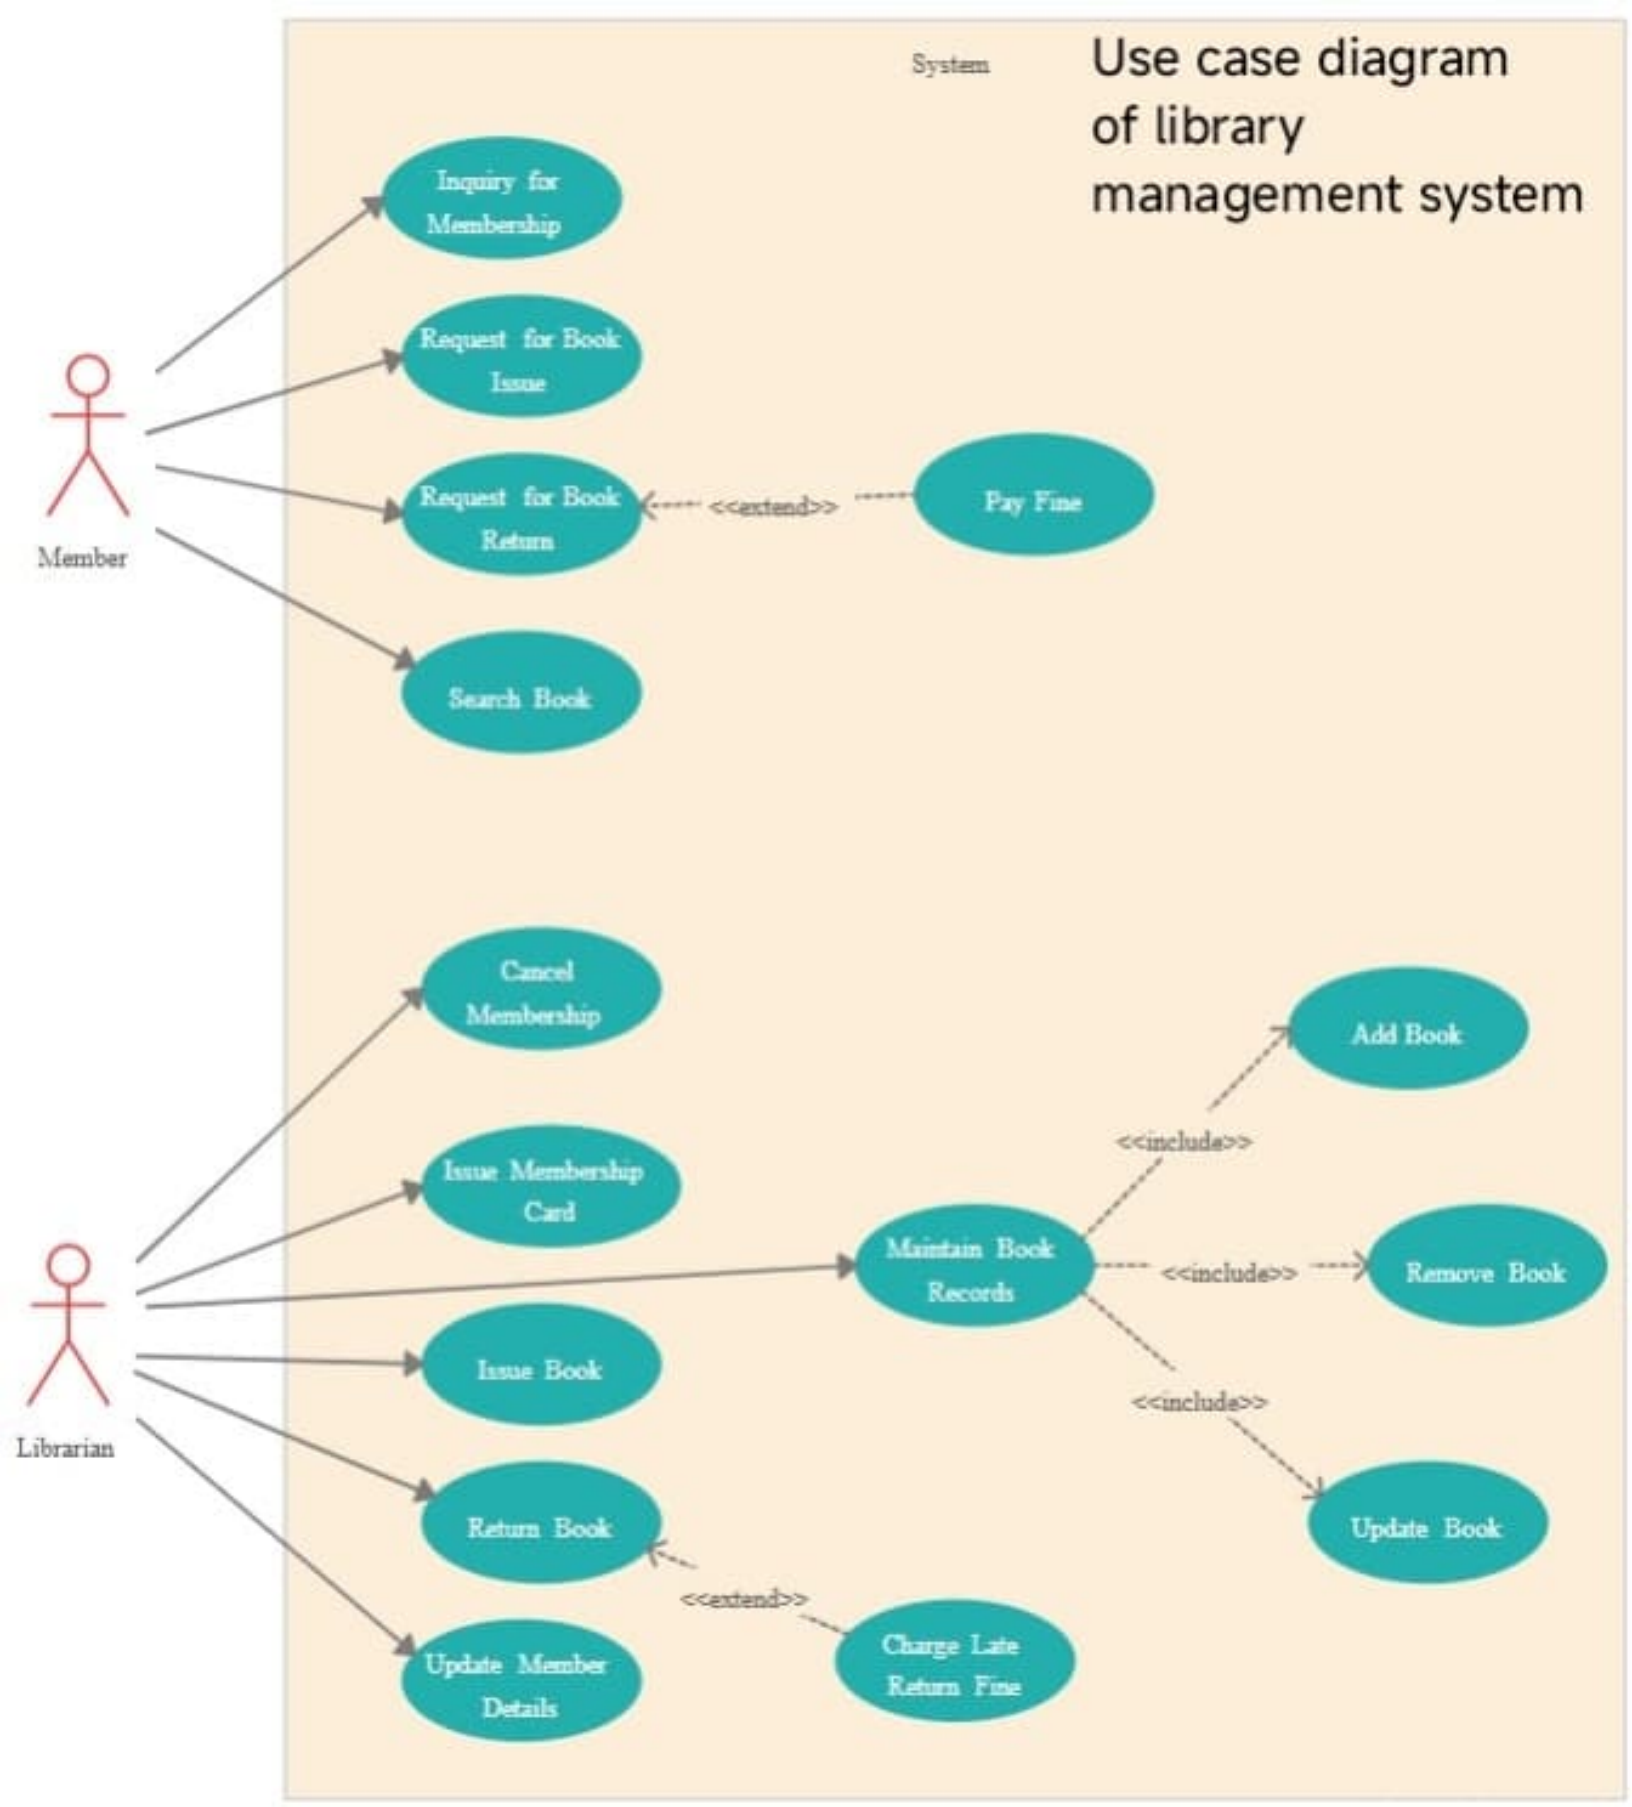 System
Use case diagram
of library
management system
Inquiry for
Membership
Request for Book
Issue
Request for Book
Return
<<extend>>
Pay Fine
Member
Search Book
Cancel
Membership
Add Book
<<include>>
Issue Membership
Card
Maintain Book
Records
<<include>>
Remove Book
Issue Book
<<include>>
Librarian
Return Book
Update Book
<<extend>>
Charge Late
Return Fine
Update Member
Details